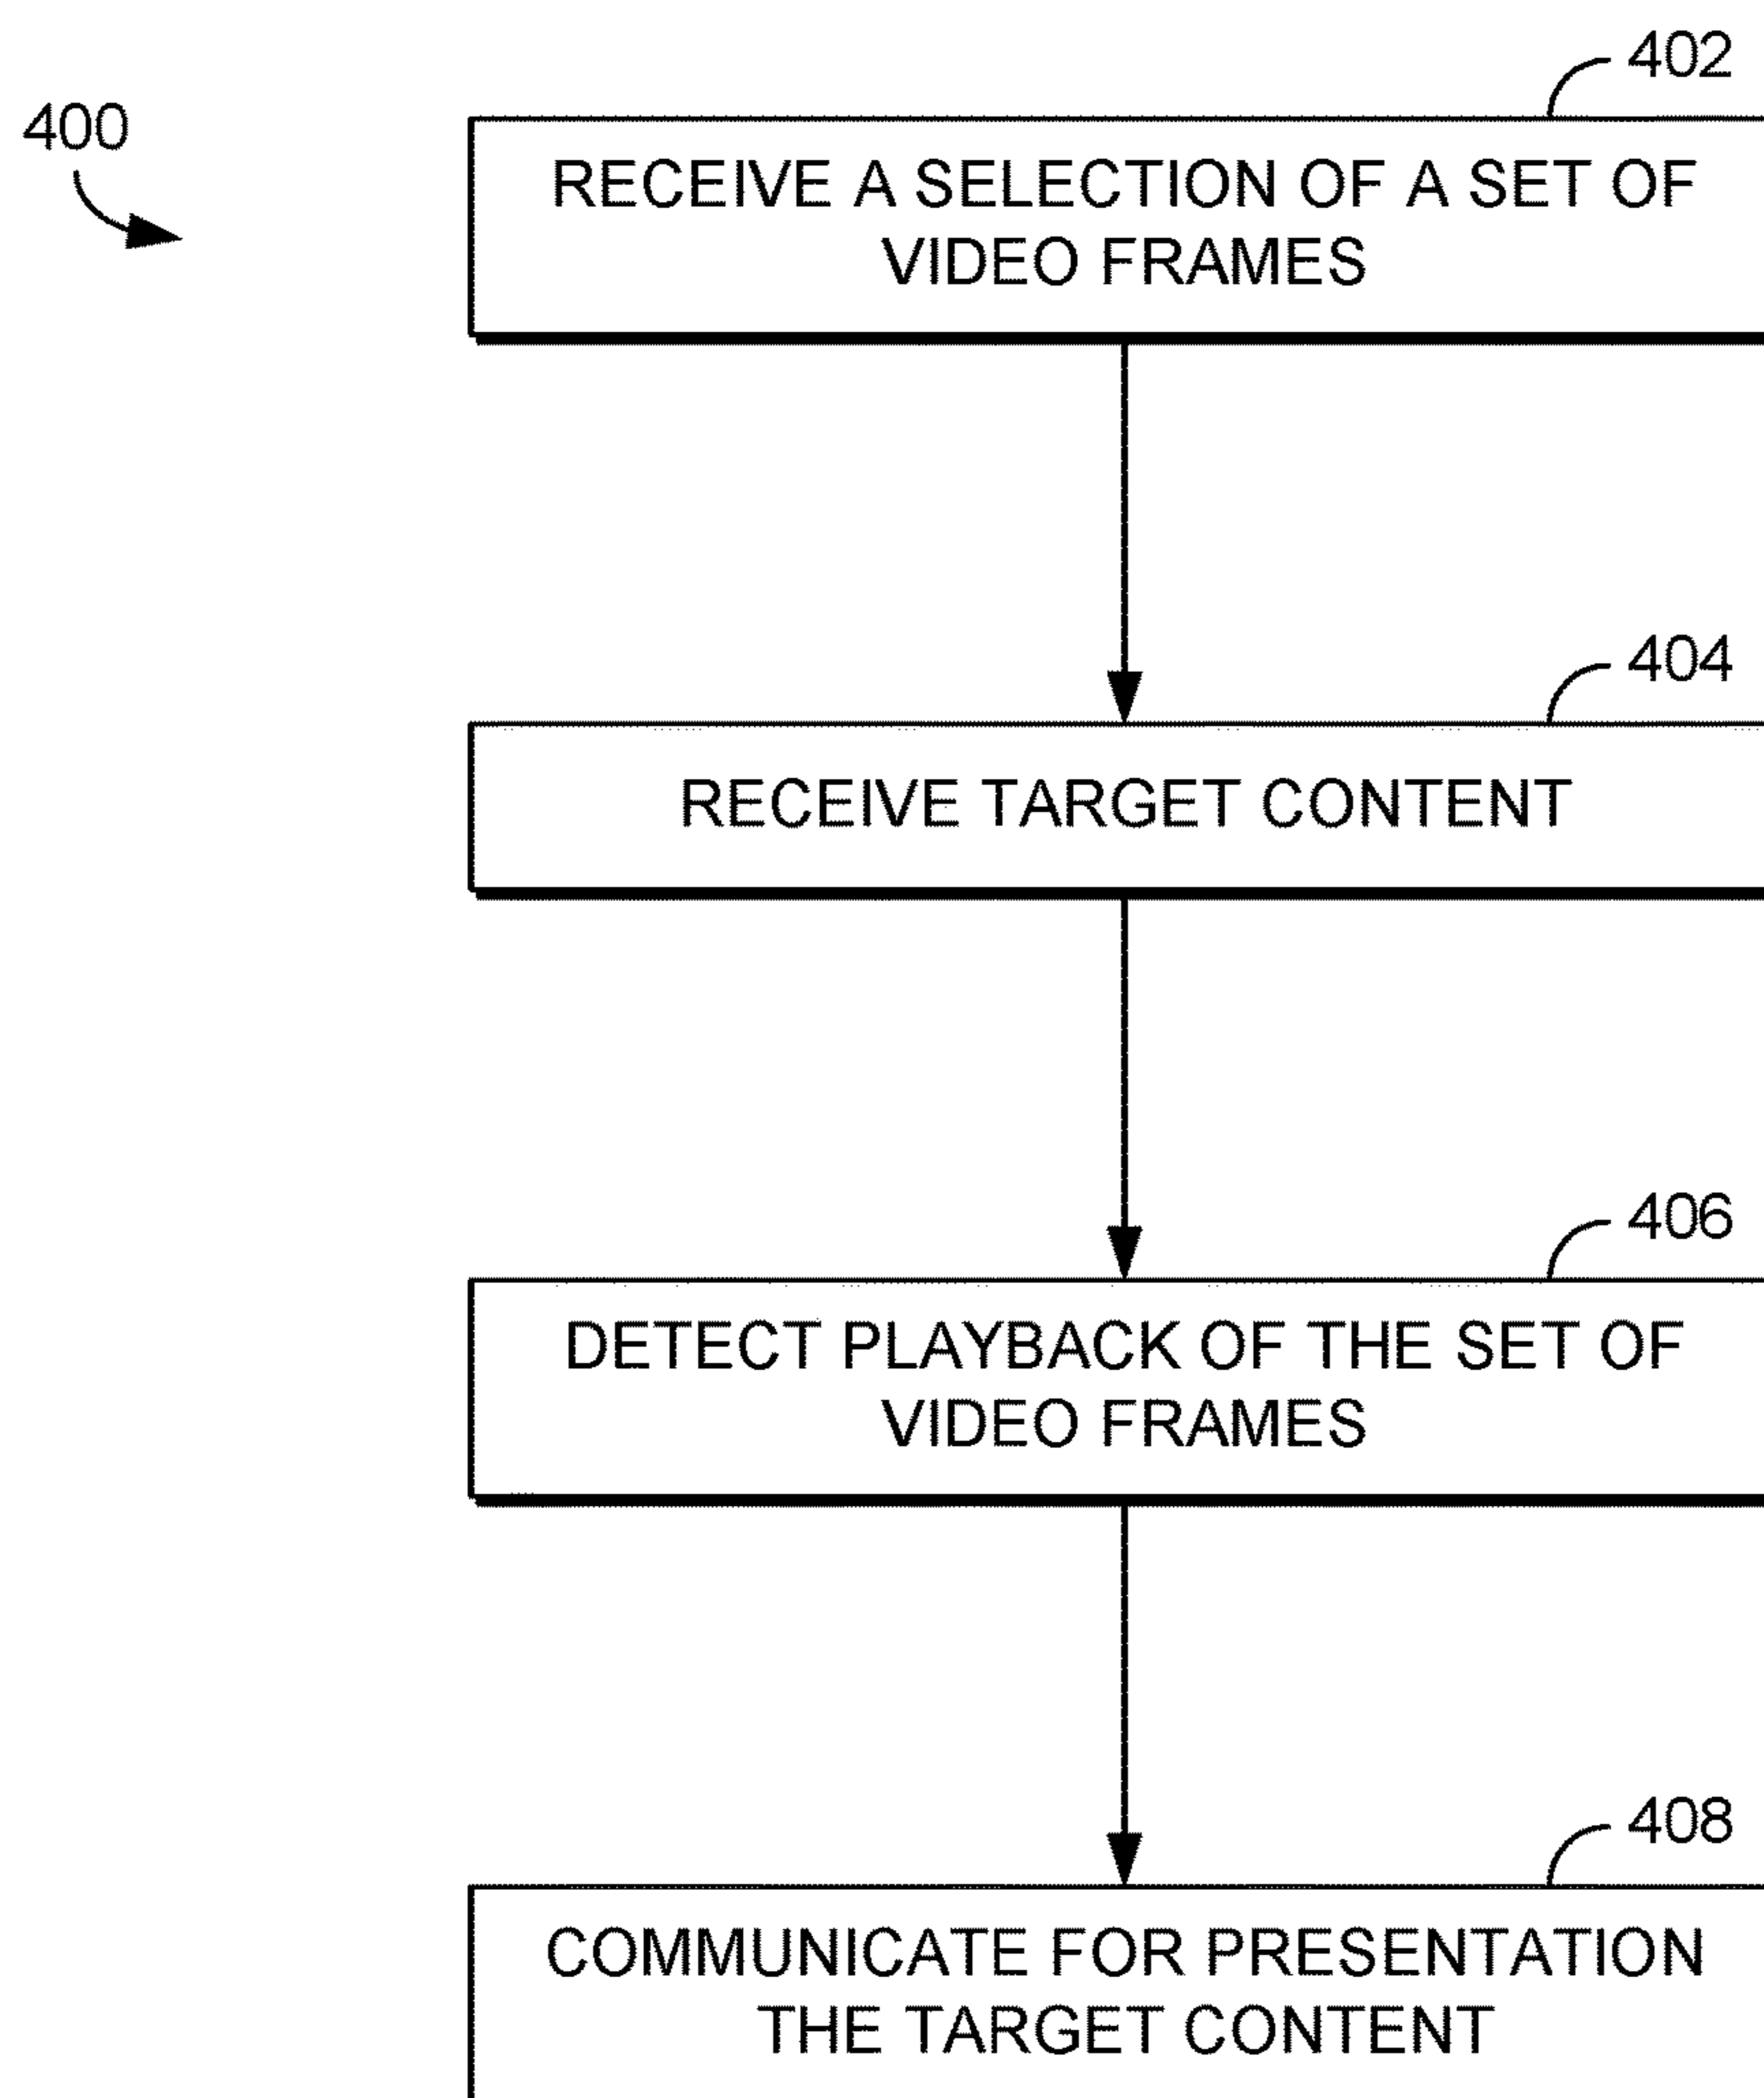 402
400
RECEIVE A SELECTION OF A SET OF
VIDEO FRAMES
404
RECEIVE TARGET CONTENT
406
DETECT PLAYBACK OF THE SET OF
VIDEO FRAMES
408
COMMUNICATE FOR PRESENTATION
THE TARGET CONTENT